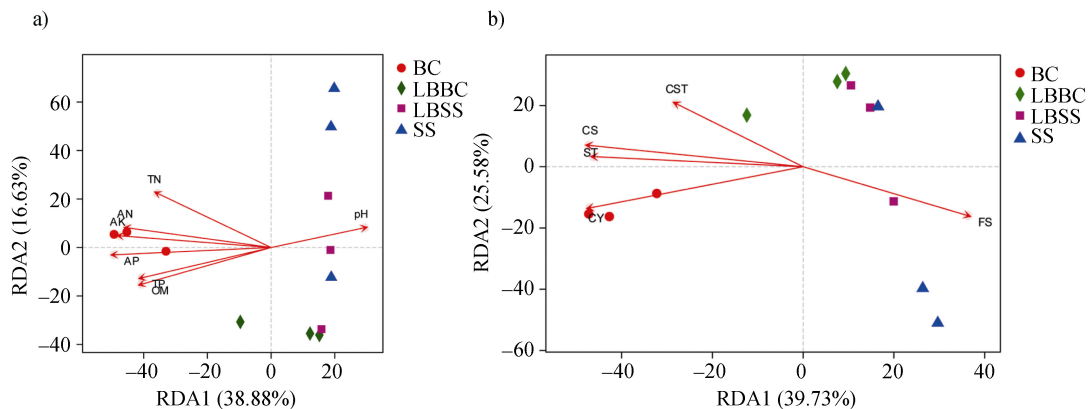 a)
BC
LBBC
LBSS
SS
60
40
20
0
−20
−40
RDA2 (16.63%)
TN
AN
AK
AP
TP
OM
pH
−40
−20
0
20
RDA1 (38.88%)
b)
BC
LBBC
LBSS
SS
20
0
−20
−40
−60
RDA2 (25.58%)
CST
CS
ST
CY
FS
−40
−20
0
20
40
RDA1 (39.73%)